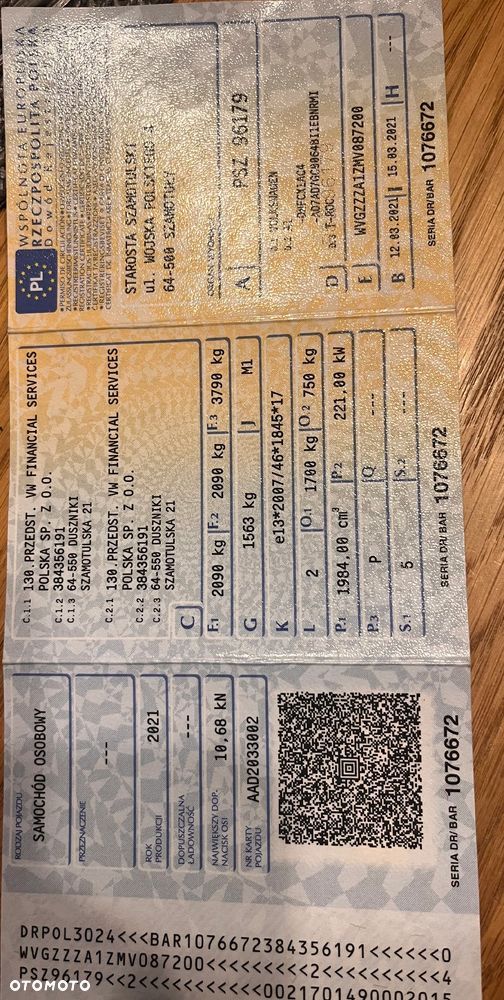 WSPÓLNOTA EUROPEJSKA
RZECZPOSPOLITA POLSKA
PL
STAROSTA SZAMOTULSKI
ul. WOJSKA POLSKIEGO 4
64-500 SZAMOTUŁY
A PSZ 96179
D.1 VOLKSWAGEN
D.2 A1
D.3 T-ROC
D
E WVGZZZA1ZMV087200
B 12.03.2021 I 15.03.2021 H ---
SERIA DR/BAR 1076672
C.1.1 130.PRZEDST. VW FINANCIAL SERVICES
POLSKA SP. Z O.O.
C.1.2 384356191
C.1.3 64-550 DUSZNIKI
SZAMOTULSKA 21
C.2.1 130.PRZEDST. VW FINANCIAL SERVICES
POLSKA SP. Z O.O.
C.2.2 384356191
C.2.3 64-550 DUSZNIKI
SZAMOTULSKA 21
C
F.1 2090 kg F.2 2090 kg F.3 3790 kg
G 1563 kg J M1
K e13*2007/46*1845*17
L 2 O.1 1700 kg O.2 750 kg
P.1 1984,00 cm³ P.2 221,00 kW
P.3 P Q ---
S.1 5 S.2 ---
SERIA DR/BAR 1076672
RODZAJ POJAZDU
SAMOCHÓD OSOBOWY
PRZEZNACZENIE
---
ROK PRODUKCJI 2021
DOPUSZCZALNA ŁADOWNOŚĆ ---
NAJWIĘKSZY DOP. NACISK OSI 10,68 kN
NR KARTY POJAZDU AAD2033002
SERIA DR/BAR 1076672
DRPOL3024<<<BAR1076672384356191<<<<<<0
WVGZZZA1ZMV087200<<<<<<<<2<<<<<<<<<<<4
OTOMOTO